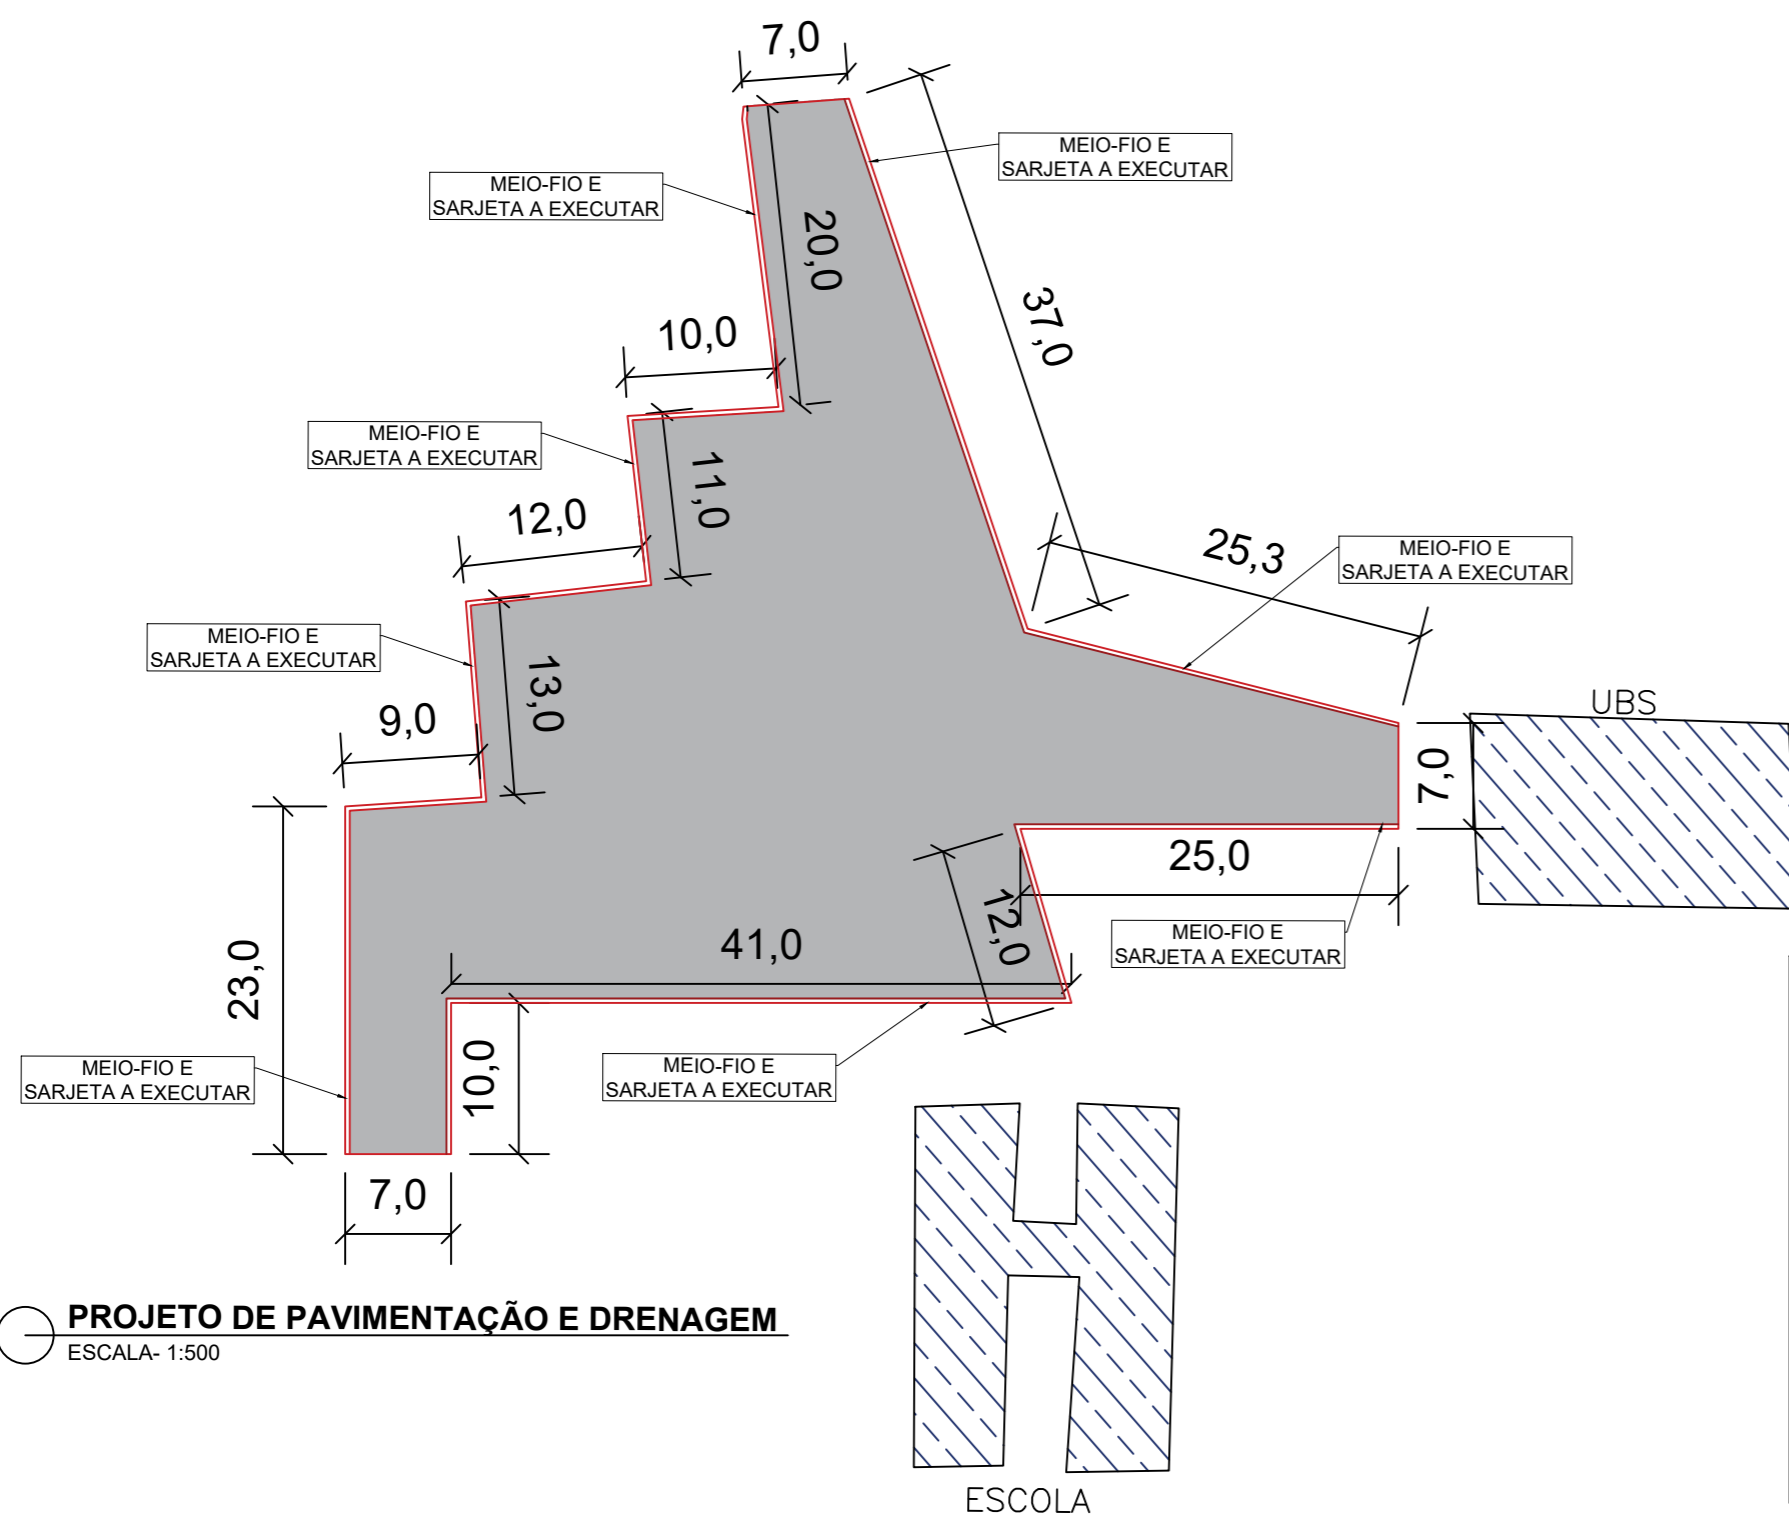 7,0
MEIO-FIO E
SARJETA A EXECUTAR
MEIO-FIO E
SARJETA A EXECUTAR
20,0
37,0
10,0
MEIO-FIO E
SARJETA A EXECUTAR
11,0
12,0
25,3
MEIO-FIO E
SARJETA A EXECUTAR
MEIO-FIO E
SARJETA A EXECUTAR
13,0
9,0
UBS
7,0
25,0
12,0
41,0
MEIO-FIO E
SARJETA A EXECUTAR
23,0
10,0
MEIO-FIO E
SARJETA A EXECUTAR
MEIO-FIO E
SARJETA A EXECUTAR
7,0
PROJETO DE PAVIMENTAÇÃO E DRENAGEM
ESCALA- 1:500
ESCOLA